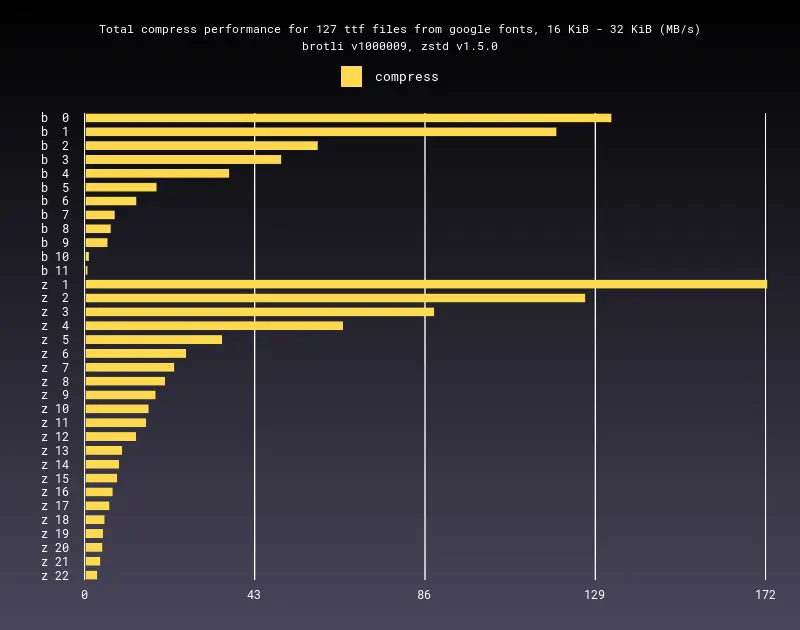 Total compress performance for 127 ttf files from google fonts, 16 KiB - 32 KiB (MB/s)
brotli v1000009, zstd v1.5.0
compress
b 0
b 1
b 2
b 3
b 4
b 5
b 6
b 7
b 8
b 9
b 10
b 11
z 1
z 2
z 3
z 4
z 5
z 6
z 7
z 8
z 9
z 10
z 11
z 12
z 13
z 14
z 15
z 16
z 17
z 18
z 19
z 20
z 21
z 22
0 43 86 129 172